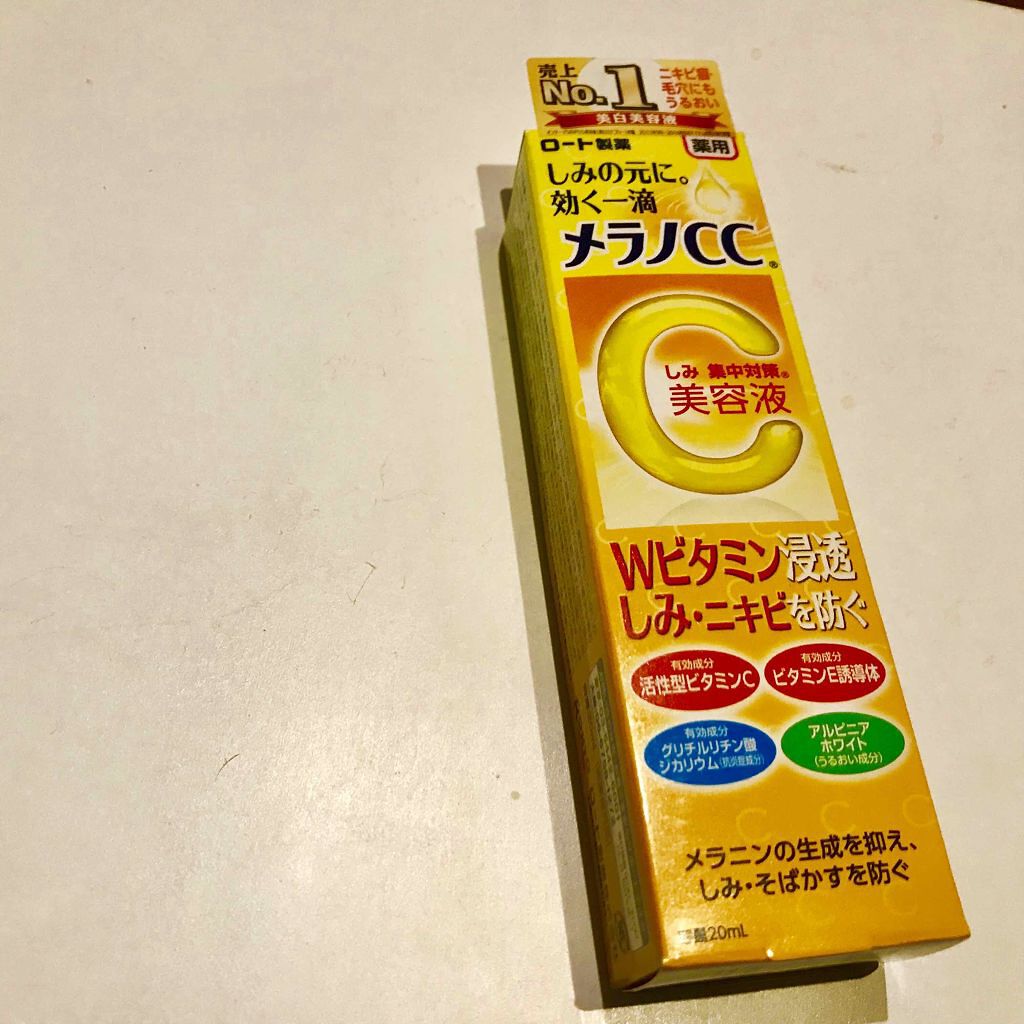 売上
No.1
ニキビ・
毛穴にも
うるおい
美白美容液
ロート製薬
薬用
しみの元に。
効く一滴
メラノCC®
しみ 集中対策®
美容液
Wビタミン浸透
しみ・ニキビを防ぐ
有効成分
活性型ビタミンC
有効成分
ビタミンE誘導体
有効成分
グリチルリチン酸
ジカリウム(抗炎症成分)
アルピニア
ホワイト
(うるおい成分)
メラニンの生成を抑え、
しみ・そばかすを防ぐ
20mL